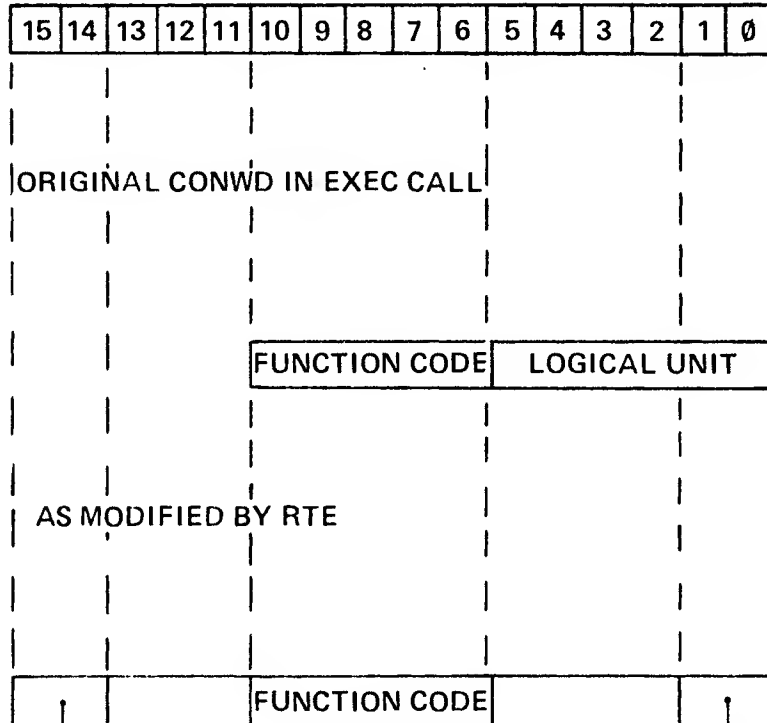 15 14 13 12 11 10 9 8 7 6 5 4 3 2 1 Ø
ORIGINAL CONWD IN EXEC CALL
FUNCTION CODE LOGICAL UNIT
AS MODIFIED BY RTE
FUNCTION CODE